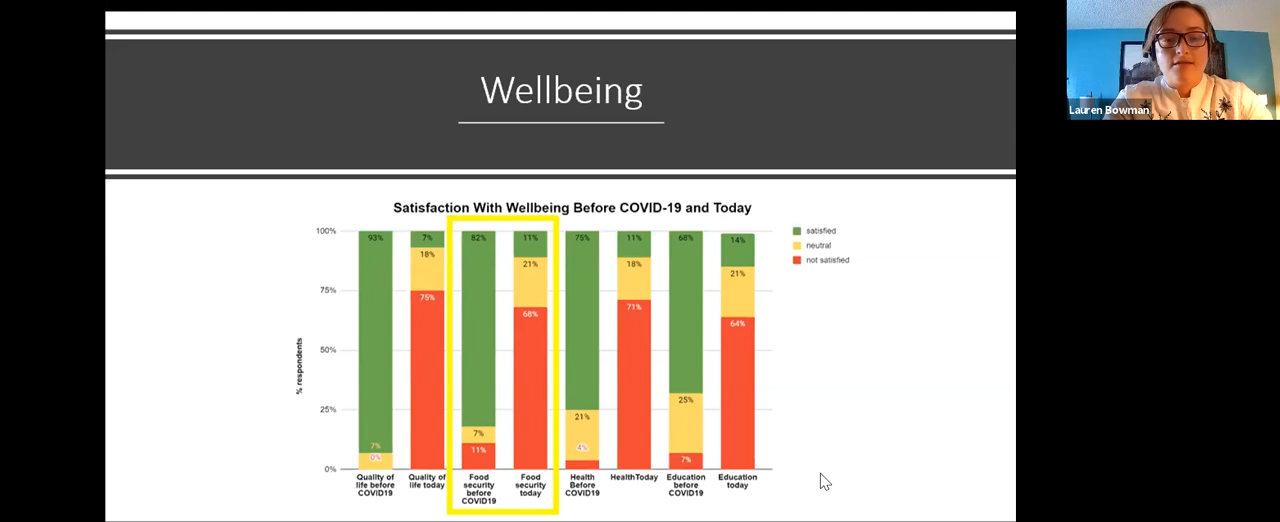 Wellbeing
Lauren Bowman
Satisfaction With Wellbeing Before COVID-19 and Today
satisfied
neutral
not satisfied
% respondents
100%
75%
50%
25%
0%
93%
7%
0%
7%
18%
75%
82%
7%
11%
11%
21%
68%
75%
21%
4%
11%
18%
71%
68%
25%
7%
14%
21%
64%
Quality of
life before
COVID19
Quality of
life today
Food
security
before
COVID19
Food
security
today
Health
Before
COVID19
HealthToday
Education
before
COVID19
Education
today